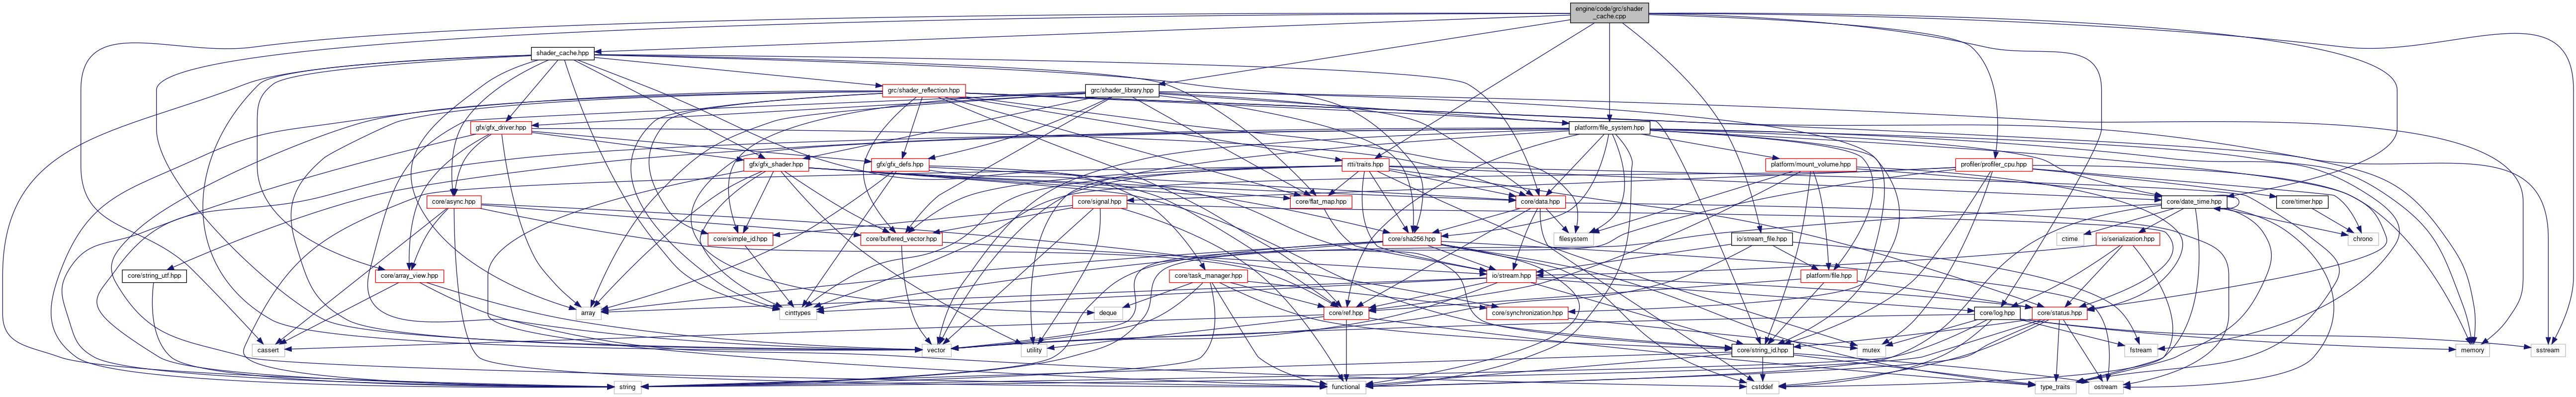 engine/code/grc/shader
_cache.cpp
shader_cache.hpp
grc/shader_reflection.hpp
grc/shader_library.hpp
gfx/gfx_driver.hpp
platform/file_system.hpp
gfx/gfx_shader.hpp
gfx/gfx_defs.hpp
rtti/traits.hpp
platform/mount_volume.hpp
profiler/profiler_cpu.hpp
core/async.hpp
core/signal.hpp
core/flat_map.hpp
core/data.hpp
core/date_time.hpp
core/timer.hpp
core/simple_id.hpp
core/buffered_vector.hpp
core/sha256.hpp
filesystem
io/stream_file.hpp
ctime
io/serialization.hpp
chrono
core/string_utf.hpp
core/array_view.hpp
core/task_manager.hpp
io/stream.hpp
platform/file.hpp
array
cinttypes
deque
core/ref.hpp
core/synchronization.hpp
core/log.hpp
core/status.hpp
cassert
vector
utility
core/string_id.hpp
mutex
fstream
memory
sstream
string
functional
cstddef
type_traits
ostream